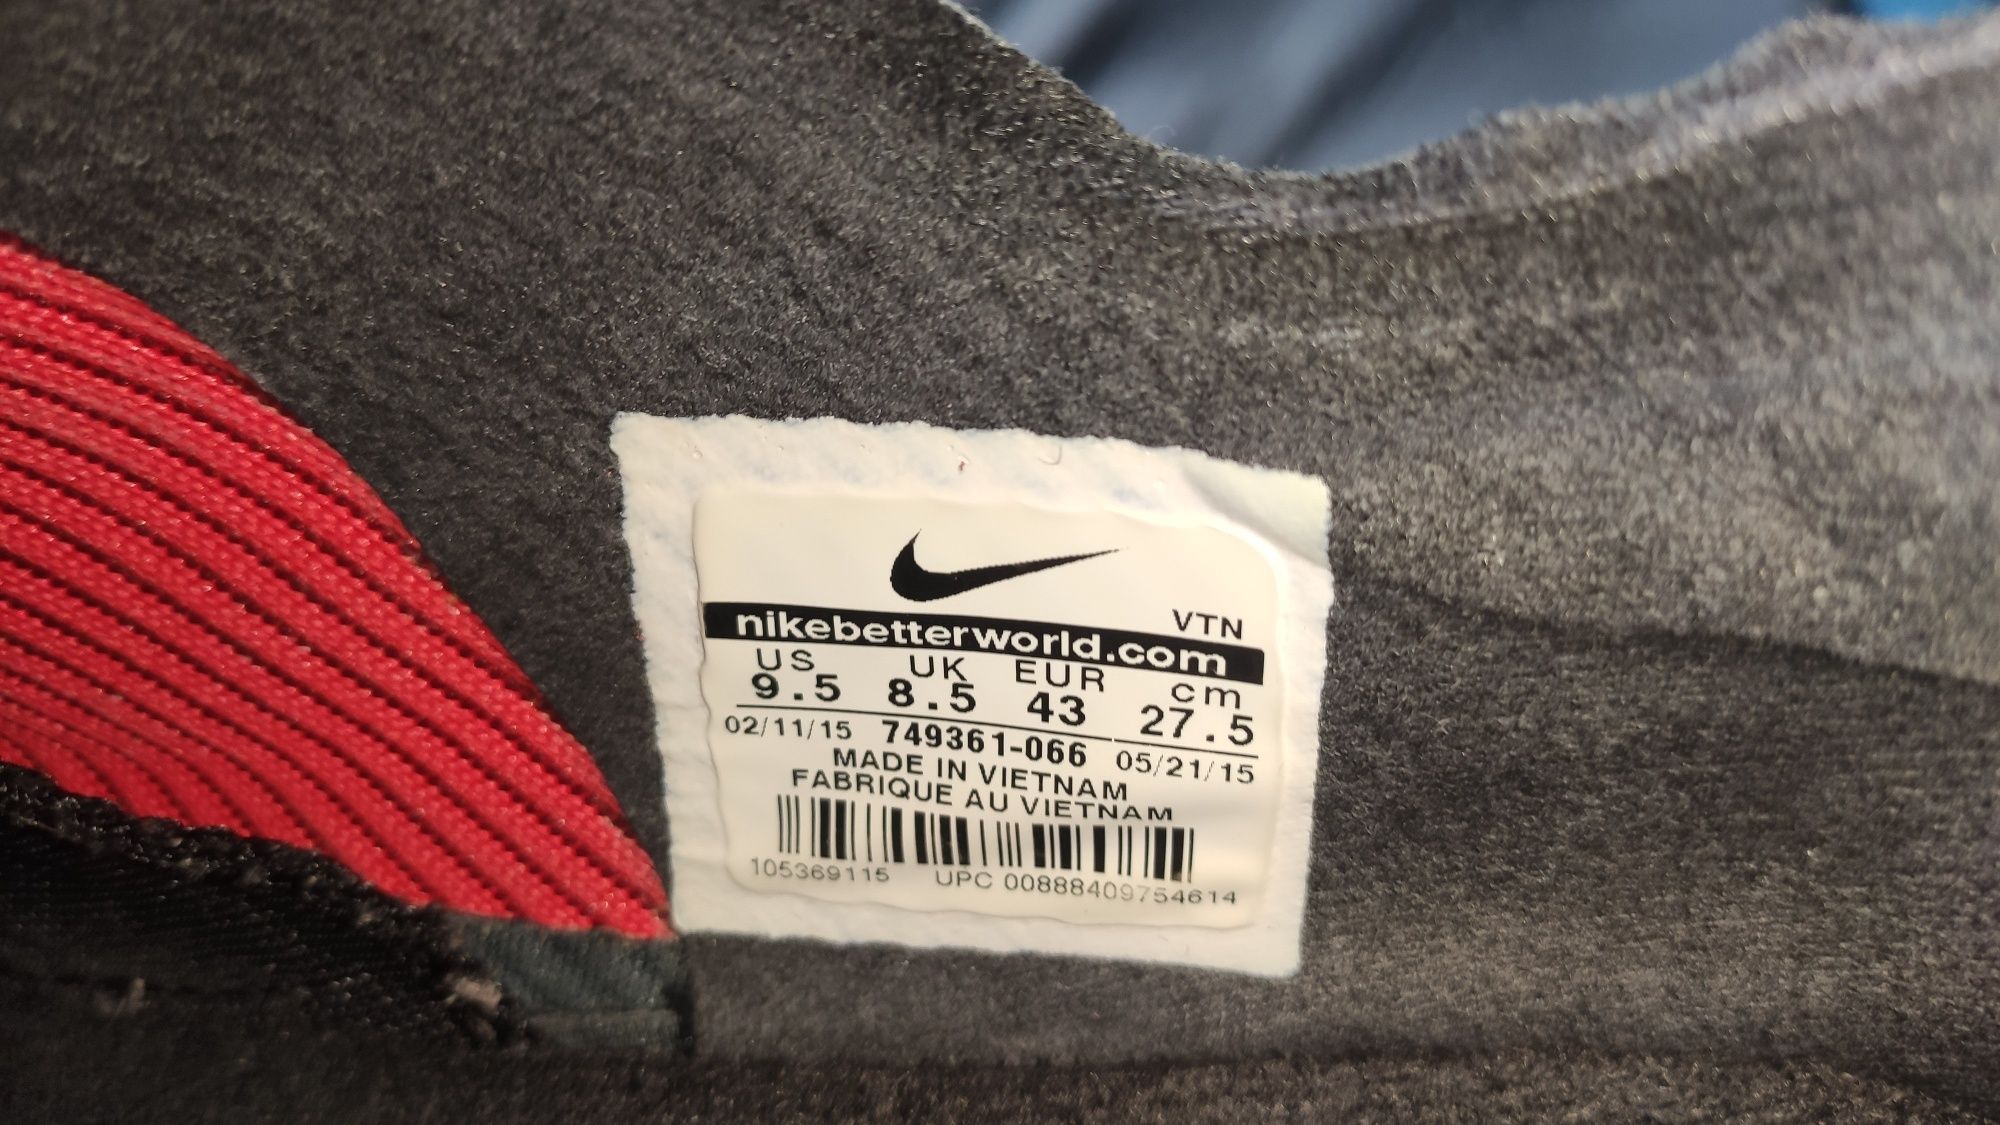 VTN
nikebetterworld.com
US UK EUR cm
9.5 8.5 43 27.5
02/11/15 749361-066 05/21/15
MADE IN VIETNAM
FABRIQUE AU VIETNAM
105369115 UPC 00888409754614